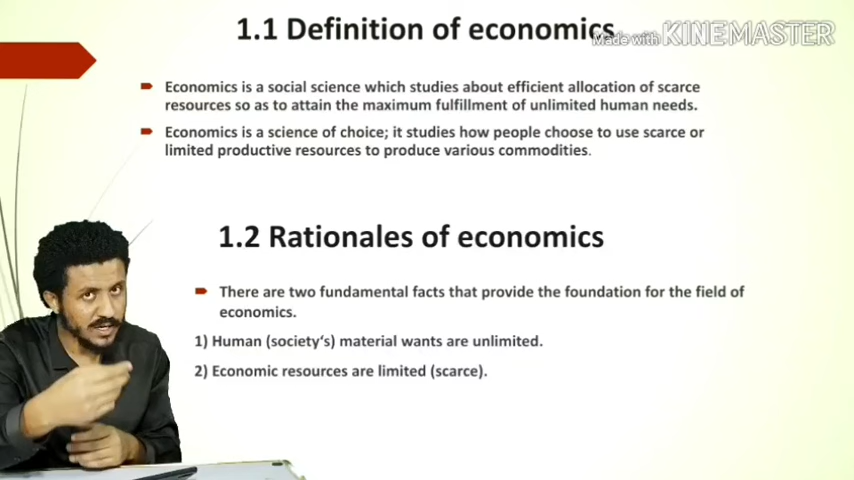 1.1 Definition of economics
Made with KINEMASTER
Economics is a social science which studies about efficient allocation of scarce
resources so as to attain the maximum fulfillment of unlimited human needs.
Economics is a science of choice; it studies how people choose to use scarce or
limited productive resources to produce various commodities.
1.2 Rationales of economics
There are two fundamental facts that provide the foundation for the field of
economics.
1) Human (society‘s) material wants are unlimited.
2) Economic resources are limited (scarce).